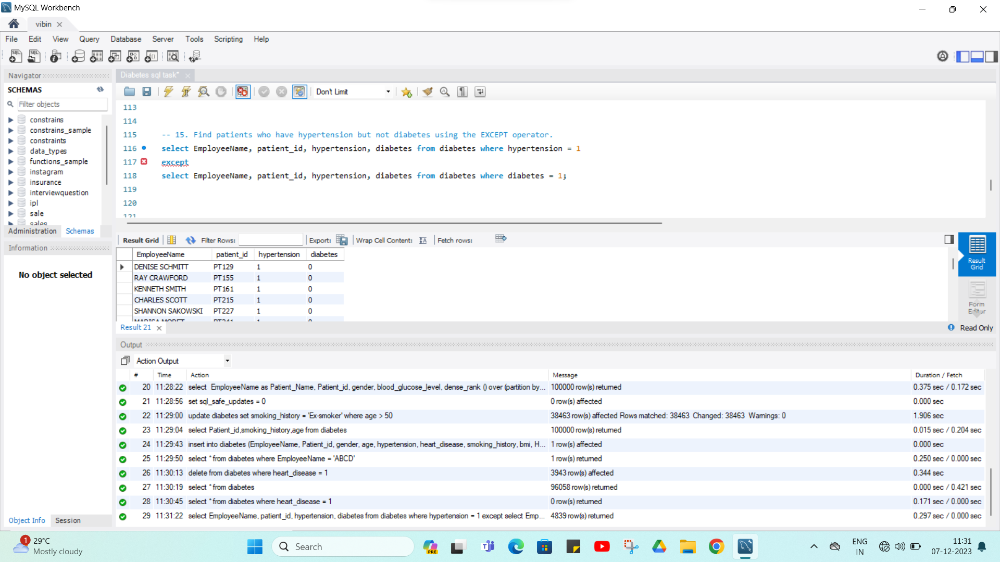 MySQL Workbench
vibin
File Edit View Query Database Server Tools Scripting Help
Navigator
SCHEMAS
Filter objects
constrains
constrains_sample
constraints
data_types
functions_sample
instagram
insurance
interviewquestion
ipl
sale
sales
Administration Schemas
Information
No object selected
Object Info Session
Diabetes sql task*
Don't Limit
113
114
115 -- 15. Find patients who have hypertension but not diabetes using the EXCEPT operator.
116 select EmployeeName, patient_id, hypertension, diabetes from diabetes where hypertension = 1
117 except
118 select EmployeeName, patient_id, hypertension, diabetes from diabetes where diabetes = 1;
119
120
121
Result Grid Filter Rows: Export: Wrap Cell Content: Fetch rows:
EmployeeName patient_id hypertension diabetes
DENISE SCHMITT PT129 1 0
RAY CRAWFORD PT155 1 0
KENNETH SMITH PT161 1 0
CHARLES SCOTT PT215 1 0
SHANNON SAKOWSKI PT227 1 0
Result Grid
Form Editor
Result 21
Read Only
Output
Action Output
# Time Action Message Duration / Fetch
20 11:28:22 select EmployeeName as Patient_Name, Patient_id, gender, blood_glucose_level, dense_rank () over (partition by... 100000 row(s) returned 0.375 sec / 0.172 sec
21 11:28:56 set sql_safe_updates = 0 0 row(s) affected 0.000 sec
22 11:29:00 update diabetes set smoking_history = 'Ex-smoker' where age > 50 38463 row(s) affected Rows matched: 38463 Changed: 38463 Warnings: 0 1.906 sec
23 11:29:04 select Patient_id,smoking_history,age from diabetes 100000 row(s) returned 0.015 sec / 0.204 sec
24 11:29:43 insert into diabetes (EmployeeName, Patient_id, gender, age, hypertension, heart_disease, smoking_history, bmi, H... 1 row(s) affected 0.000 sec
25 11:29:50 select * from diabetes where EmployeeName = 'ABCD' 1 row(s) returned 0.250 sec / 0.000 sec
26 11:30:13 delete from diabetes where heart_disease = 1 3943 row(s) affected 0.344 sec
27 11:30:19 select * from diabetes 96058 row(s) returned 0.000 sec / 0.421 sec
28 11:30:45 select * from diabetes where heart_disease = 1 0 row(s) returned 0.171 sec / 0.000 sec
29 11:31:22 select EmployeeName, patient_id, hypertension, diabetes from diabetes where hypertension = 1 except select Emp... 4839 row(s) returned 0.297 sec / 0.000 sec
1
29°C
Mostly cloudy
Search
PRE
ENG
IN
11:31
07-12-2023